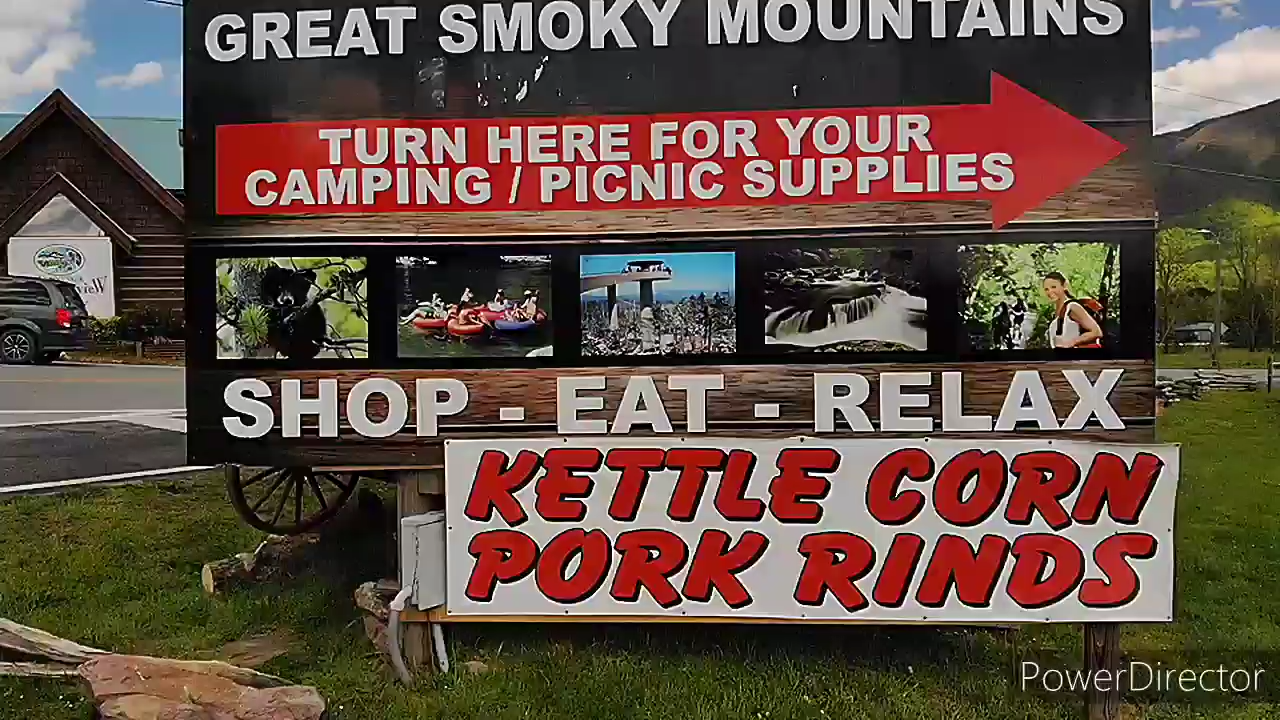 GREAT SMOKY MOUNTAINS
TURN HERE FOR YOUR
CAMPING / PICNIC SUPPLIES
SHOP - EAT - RELAX
KETTLE CORN
PORK RINDS
PowerDirector